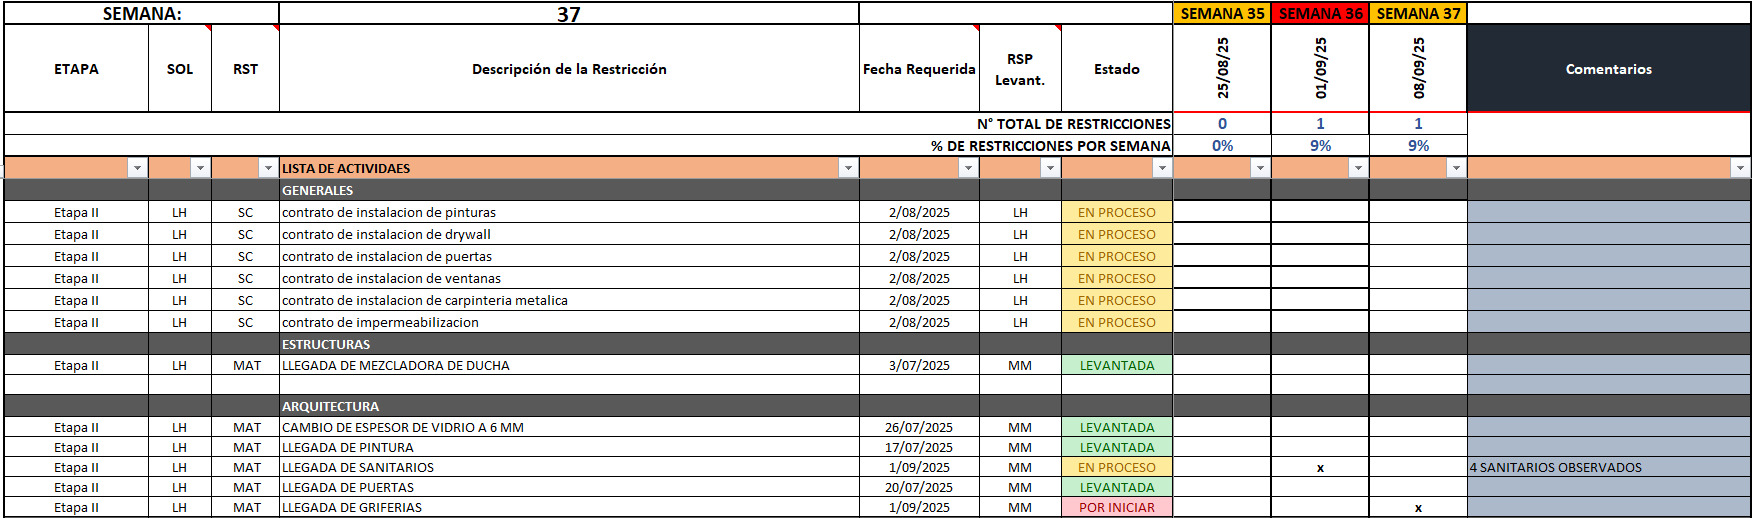 SEMANA: 37 SEMANA 35 SEMANA 36 SEMANA 37
ETAPA SOL RST Descripción de la Restricción Fecha Requerida RSP Levant. Estado 25/08/25 01/09/25 08/09/25 Comentarios
N° TOTAL DE RESTRICCIONES 0 1 1
% DE RESTRICCIONES POR SEMANA 0% 9% 9%
LISTA DE ACTIVIDAES
GENERALES
Etapa II LH SC contrato de instalacion de pinturas 2/08/2025 LH EN PROCESO
Etapa II LH SC contrato de instalacion de drywall 2/08/2025 LH EN PROCESO
Etapa II LH SC contrato de instalacion de puertas 2/08/2025 LH EN PROCESO
Etapa II LH SC contrato de instalacion de ventanas 2/08/2025 LH EN PROCESO
Etapa II LH SC contrato de instalacion de carpinteria metalica 2/08/2025 LH EN PROCESO
Etapa II LH SC contrato de impermeabilizacion 2/08/2025 LH EN PROCESO
ESTRUCTURAS
Etapa II LH MAT LLEGADA DE MEZCLADORA DE DUCHA 3/07/2025 MM LEVANTADA
ARQUITECTURA
Etapa II LH MAT CAMBIO DE ESPESOR DE VIDRIO A 6 MM 26/07/2025 MM LEVANTADA
Etapa II LH MAT LLEGADA DE PINTURA 17/07/2025 MM LEVANTADA
Etapa II LH MAT LLEGADA DE SANITARIOS 1/09/2025 MM EN PROCESO x 4 SANITARIOS OBSERVADOS
Etapa II LH MAT LLEGADA DE PUERTAS 20/07/2025 MM LEVANTADA
Etapa II LH MAT LLEGADA DE GRIFERIAS 1/09/2025 MM POR INICIAR x